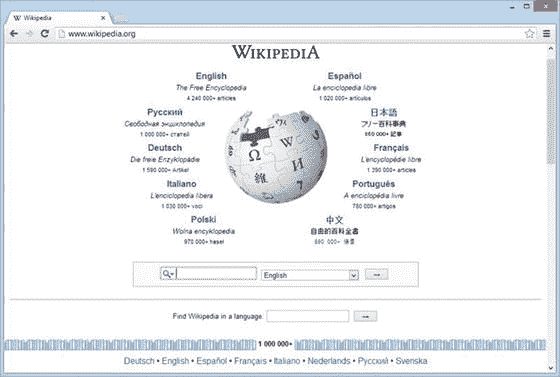 Wikipedia
www.wikipedia.org
WIKIPEDIA
English
The Free Encyclopedia
4 240 000+ articles
Español
La enciclopedia libre
1 020 000+ artículos
Русский
Свободная энциклопедия
1 000 000+ статей
日本語
フリー百科事典
850 000+ 記事
Deutsch
Die freie Enzyklopädie
1 590 000+ Artikel
Français
L'encyclopédie libre
1 390 000+ articles
Italiano
L'enciclopedia libera
1 030 000+ voci
Português
A enciclopédia livre
780 000+ artigos
Polski
Wolna encyklopedia
970 000+ haseł
中文
自由的百科全書
690 000+ 條目
Ω W И 維 7
English
Find Wikipedia in a language:
1 000 000+
Deutsch • English • Español • Français • Italiano • Nederlands • Русский • Svenska